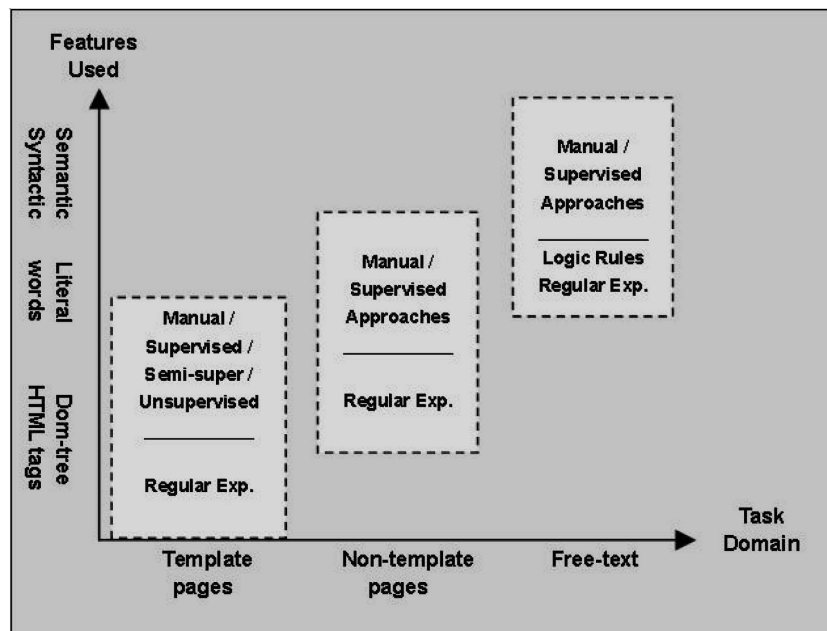 Features
Used
Semantic
Syntactic
Literal
words
Dom-tree
HTML tags
Manual /
Supervised /
Semi-super /
Unsupervised
Regular Exp.
Manual /
Supervised
Approaches
Regular Exp.
Manual /
Supervised
Approaches
Logic Rules
Regular Exp.
Template
pages
Non-template
pages
Free-text
Task
Domain